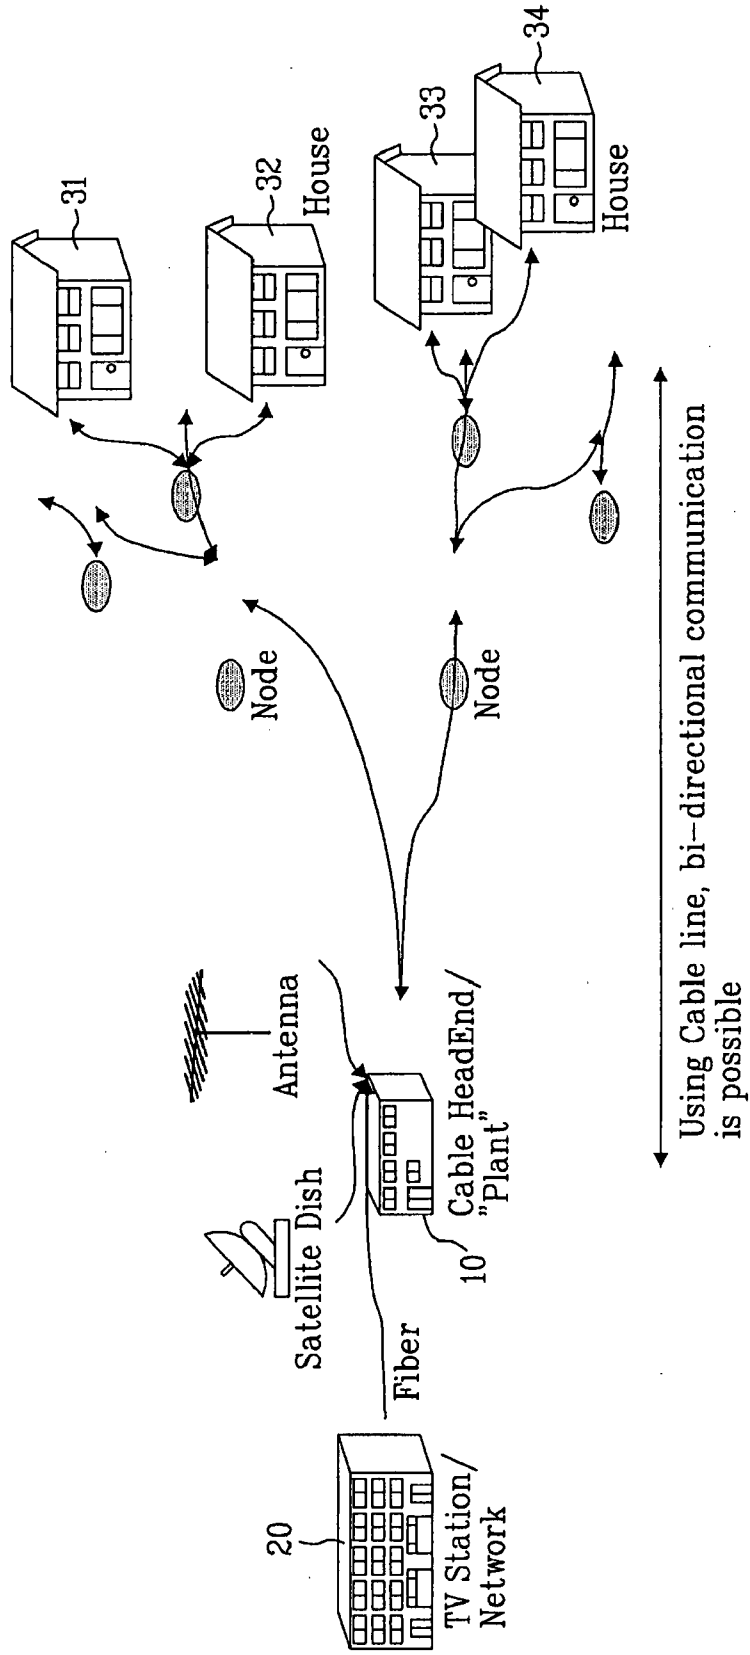 20
TV Station/
Network
Fiber
Satellite Dish
Antenna
10
Cable HeadEnd/
"Plant"
Node
Node
31
32
House
33
34
House
Using Cable line, bi-directional communication
is possible